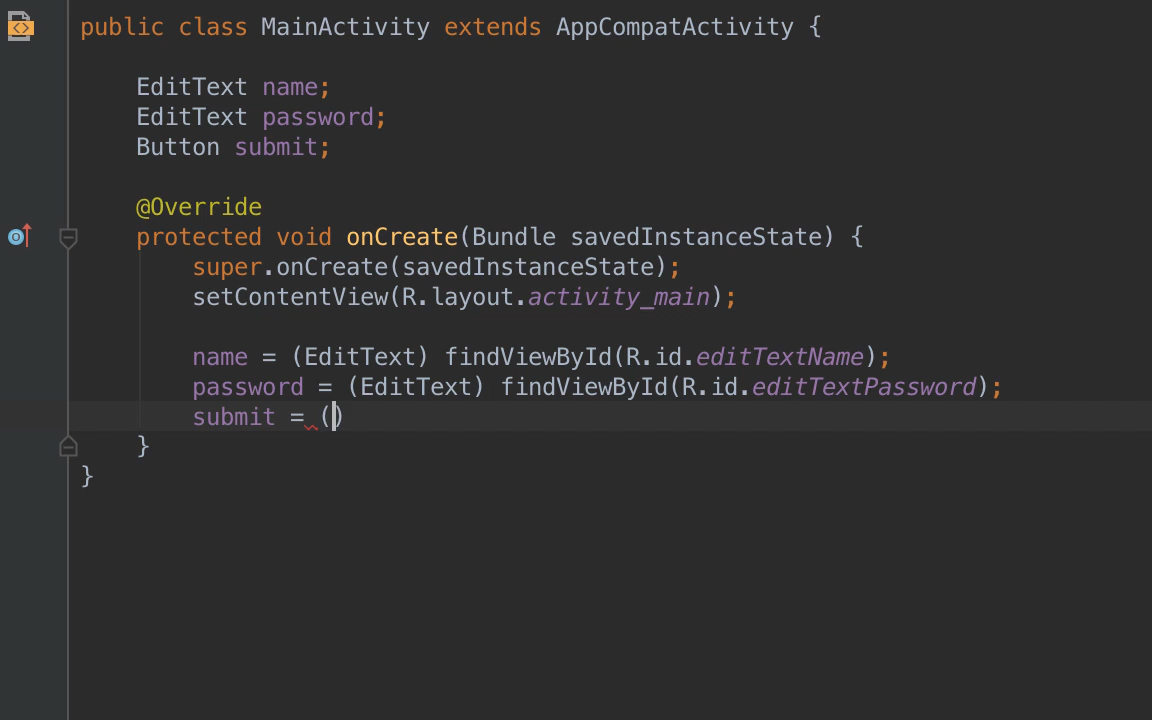 public class MainActivity extends AppCompatActivity {
EditText name;
EditText password;
Button submit;
@Override
protected void onCreate(Bundle savedInstanceState) {
super.onCreate(savedInstanceState);
setContentView(R.layout.activity_main);
name = (EditText) findViewById(R.id.editTextName);
password = (EditText) findViewById(R.id.editTextPassword);
submit = ()
}
}